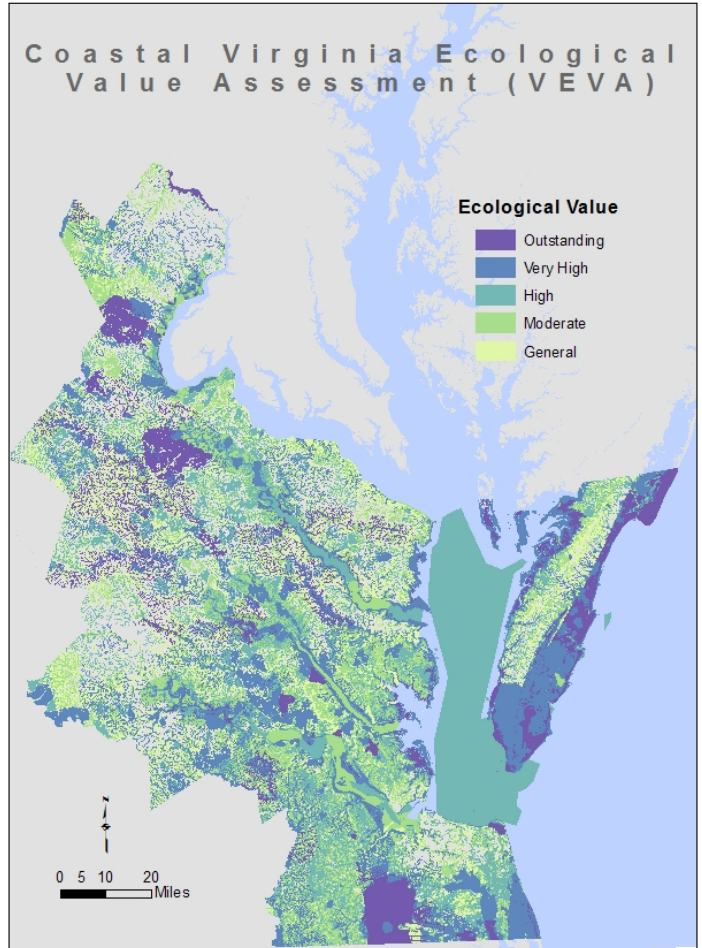 Coastal Virginia Ecological
Value Assessment (VEVA)
Ecological Value
Outstanding
Very High
High
Moderate
General
N
0 5 10 20
Miles